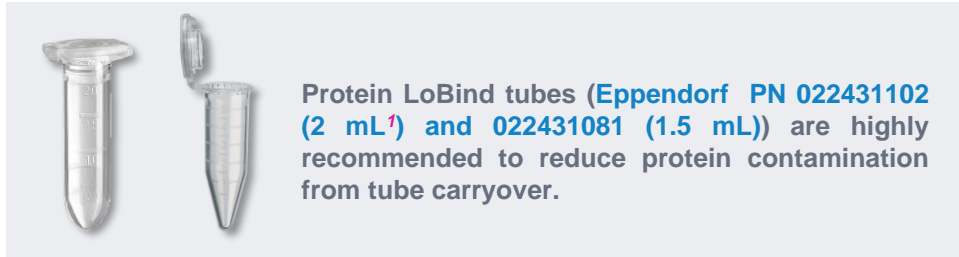 Protein LoBind tubes (Eppendorf PN 022431102
(2 mL¹) and 022431081 (1.5 mL)) are highly
recommended to reduce protein contamination
from tube carryover.